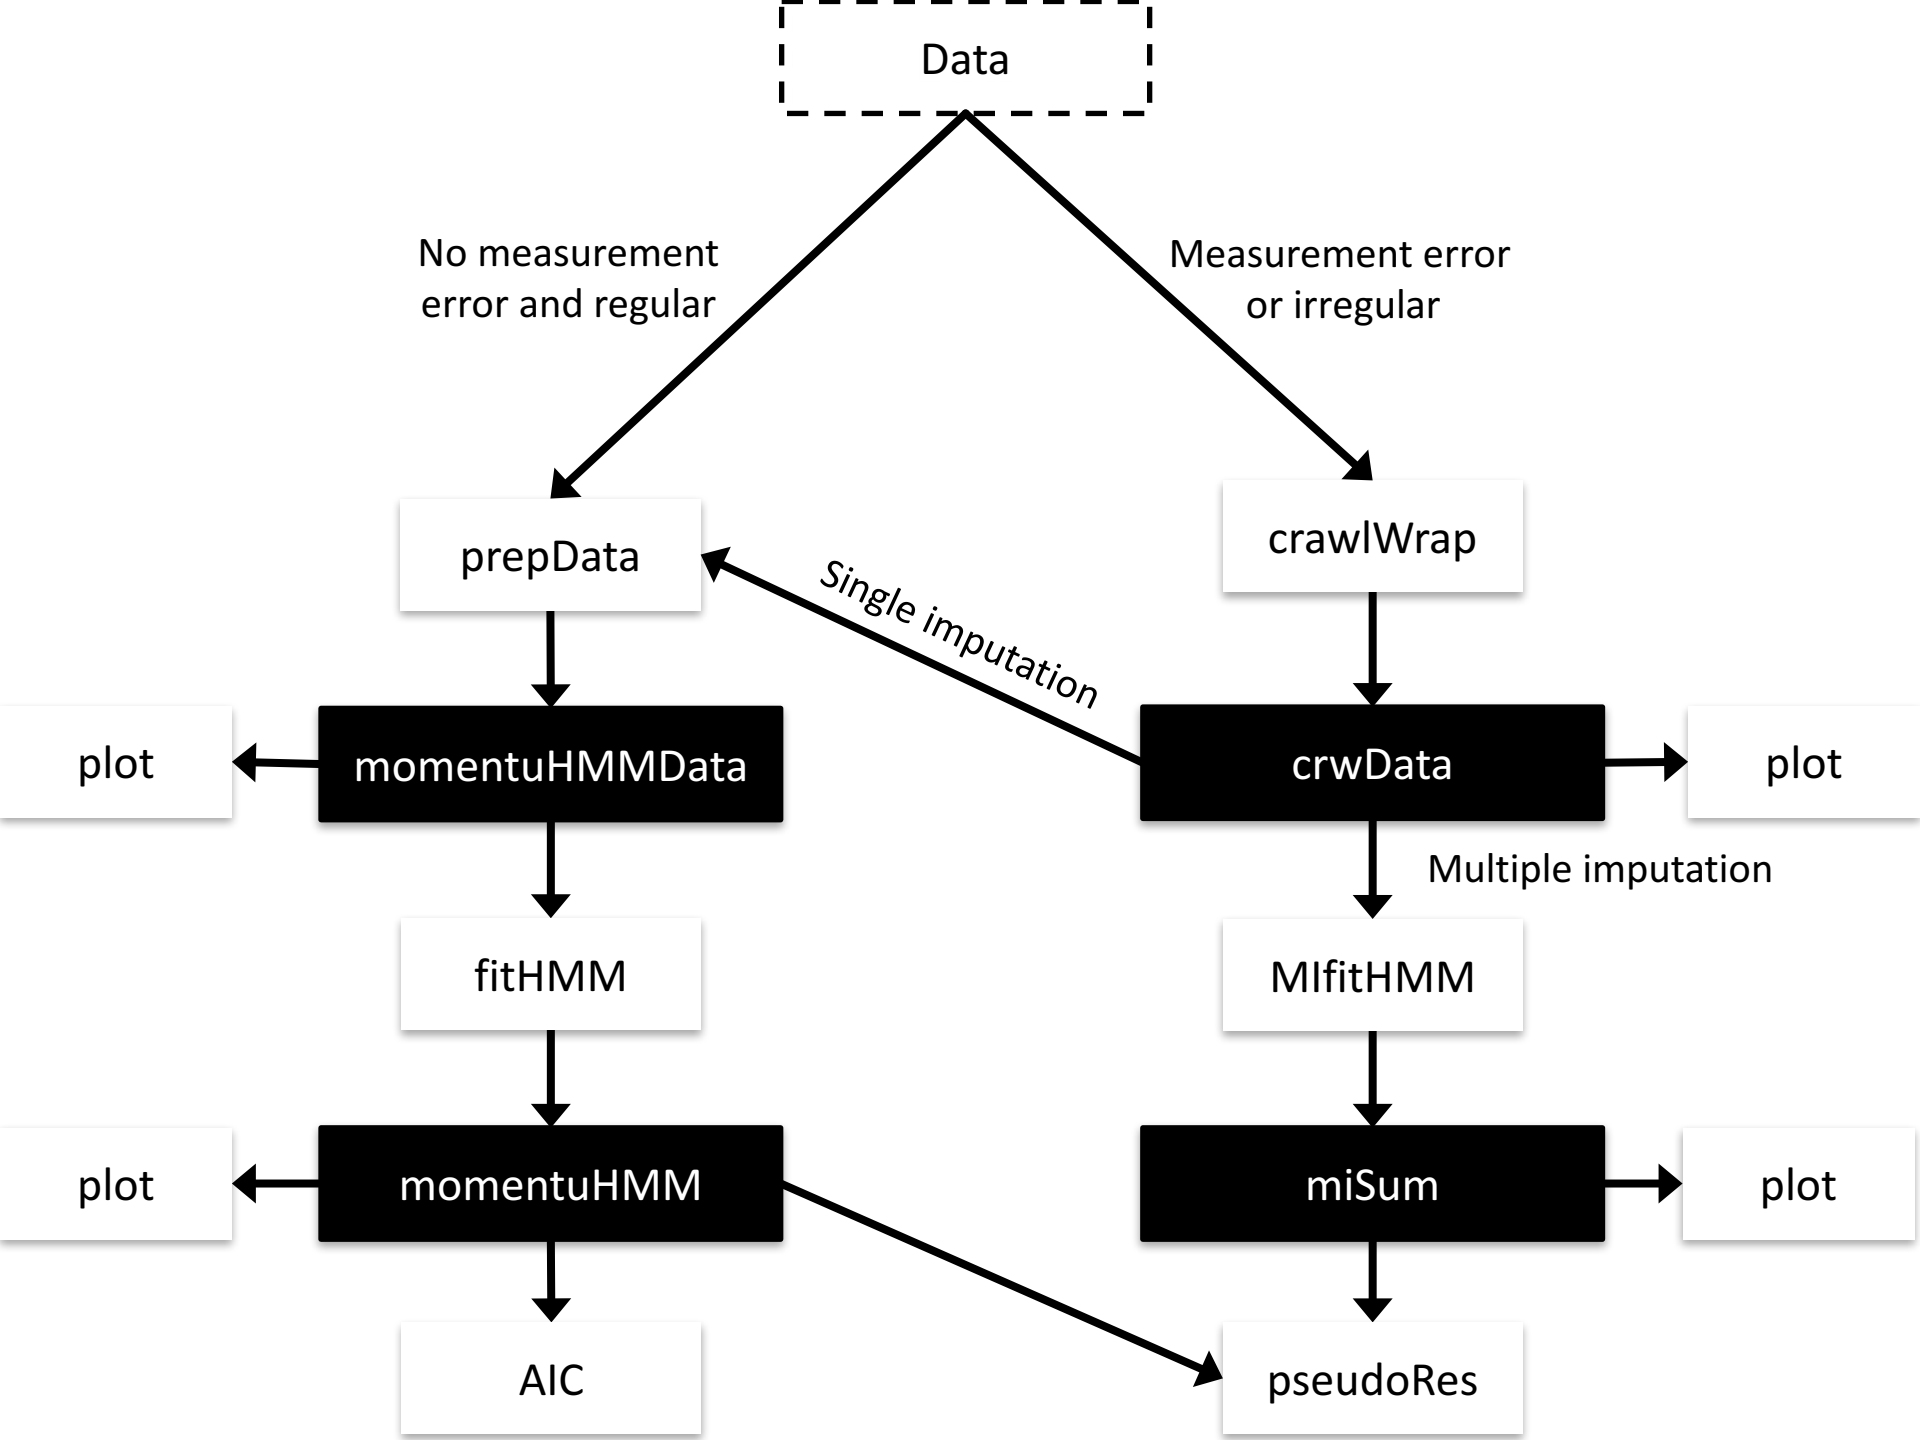 Data
No measurement
error and regular
Measurement error
or irregular
prepData
crawlWrap
Single imputation
plot
momentuHMMData
crwData
plot
Multiple imputation
fitHMM
MIfitHMM
plot
momentuHMM
miSum
plot
AIC
pseudoRes